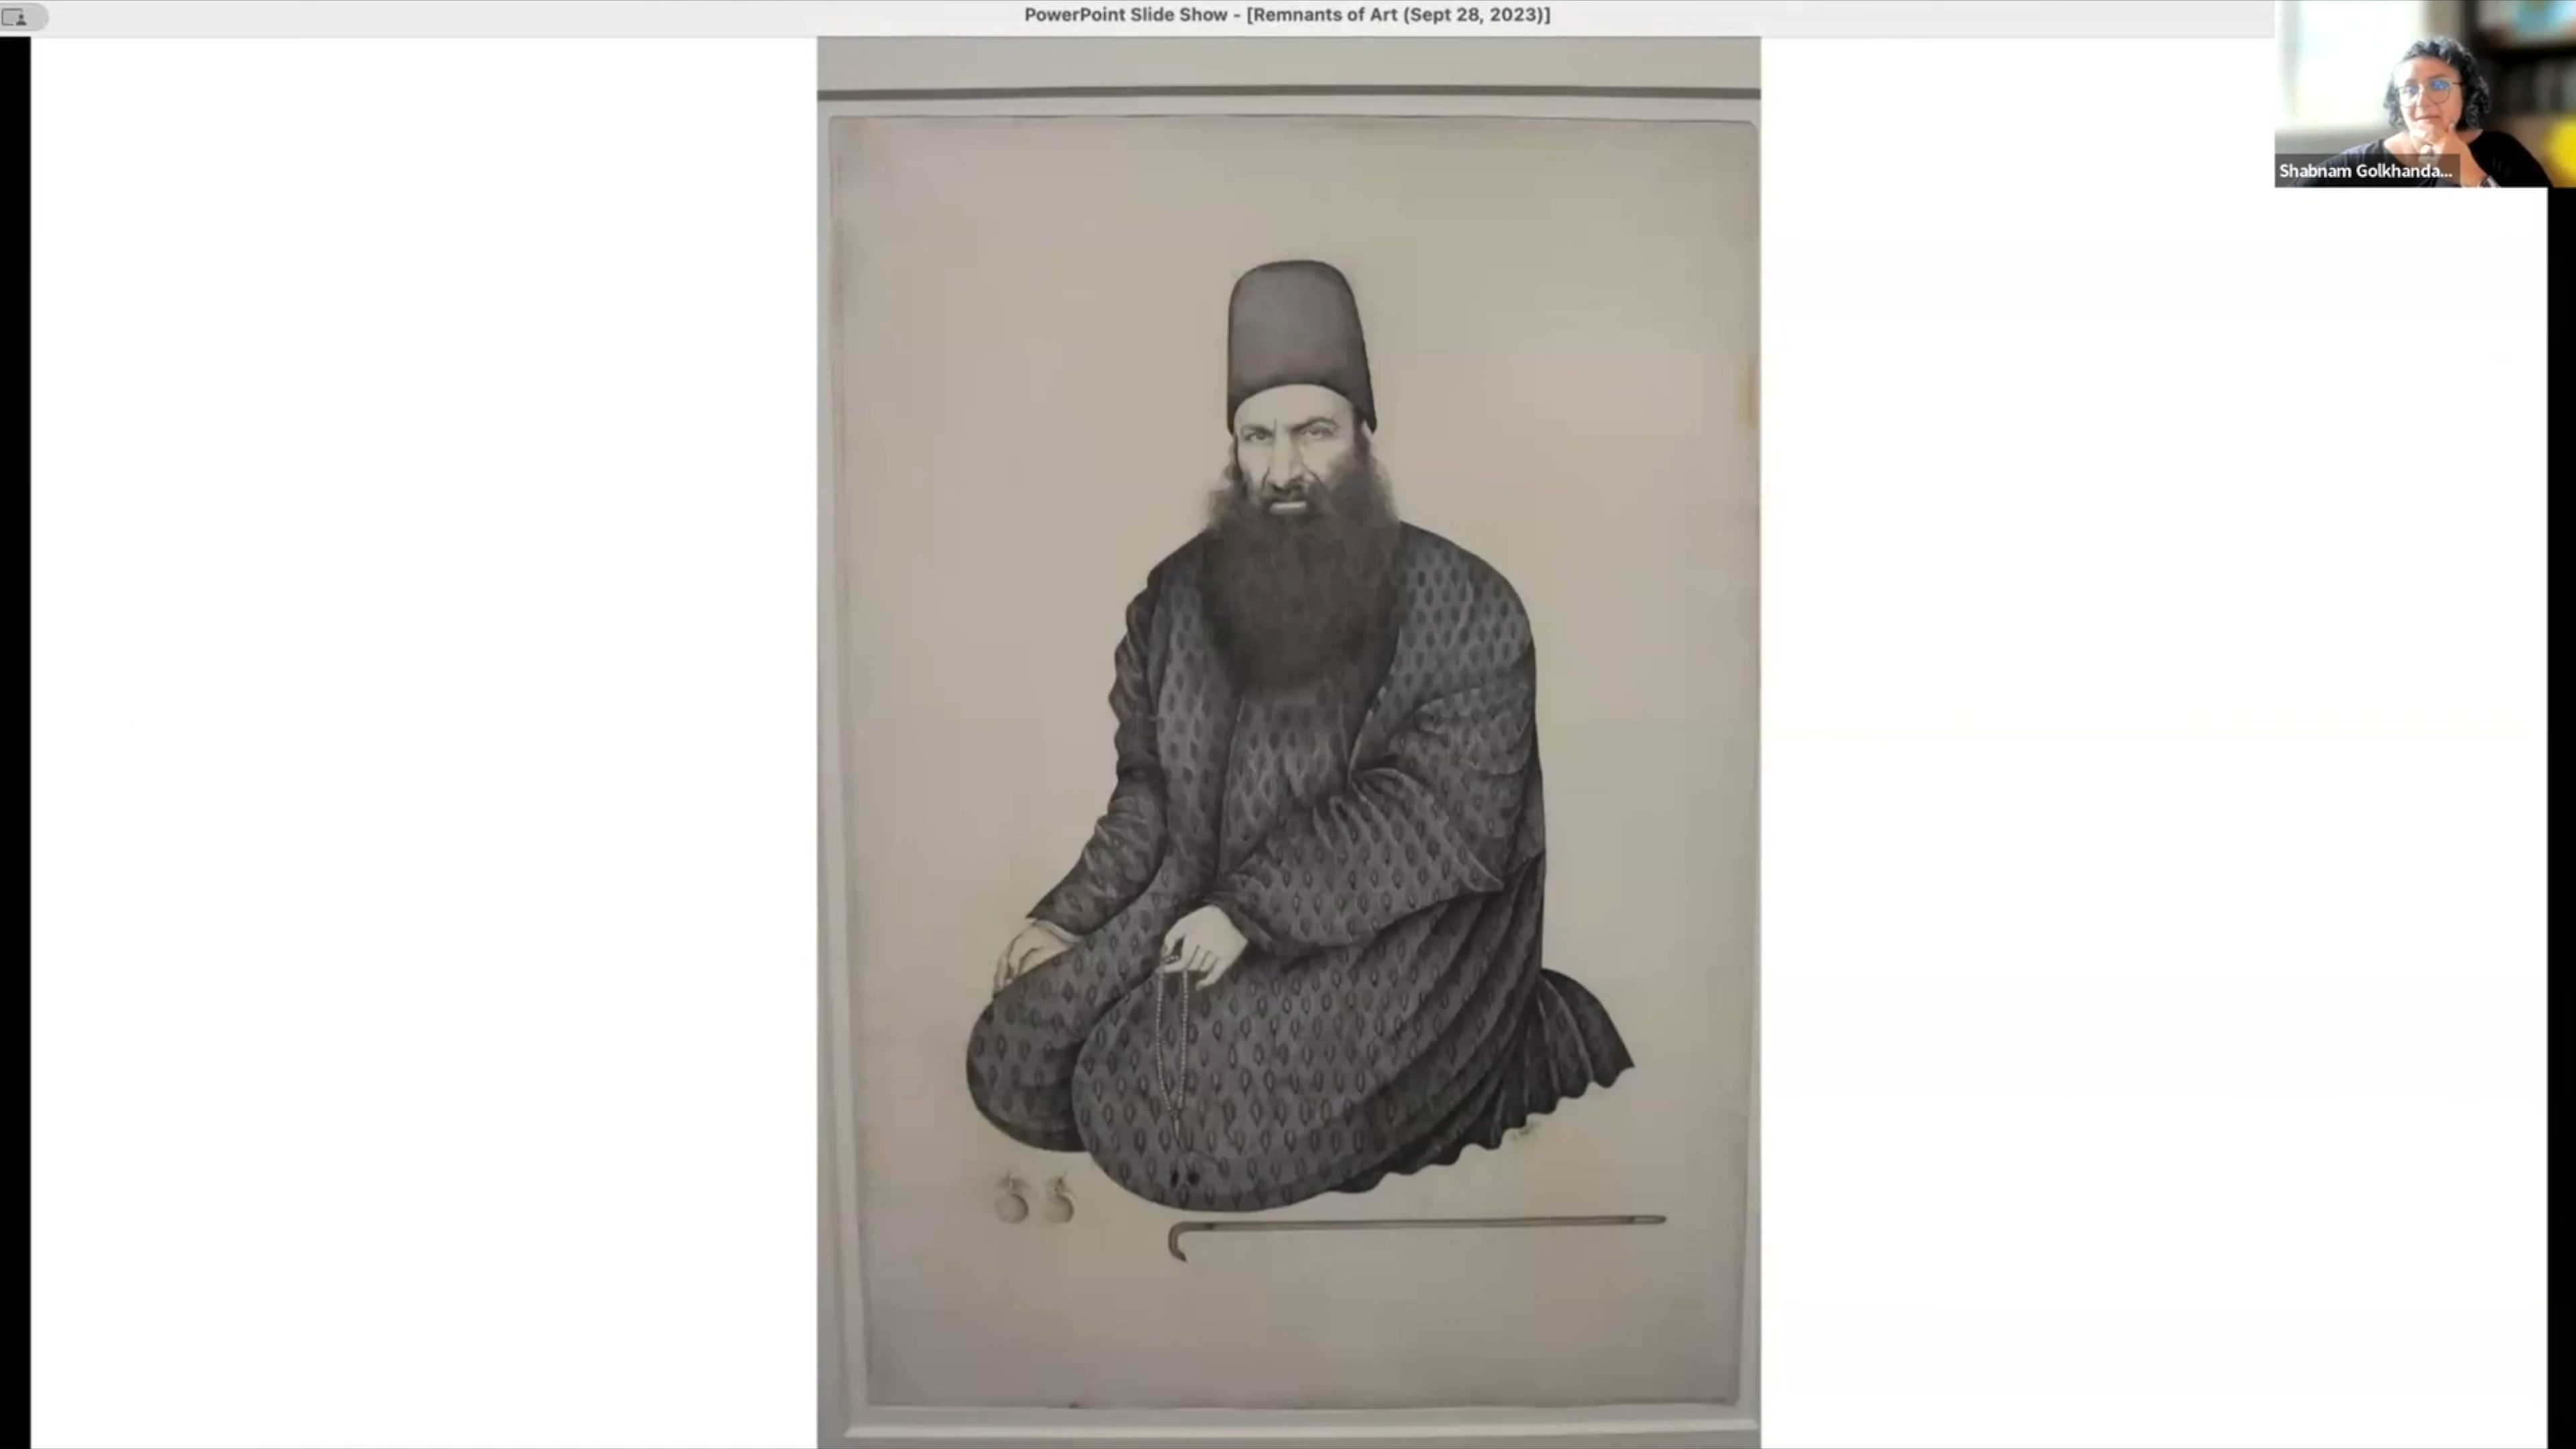 PowerPoint Slide Show - [Remnants of Art (Sept 28, 2023)]
Shabnam Golkhanda...